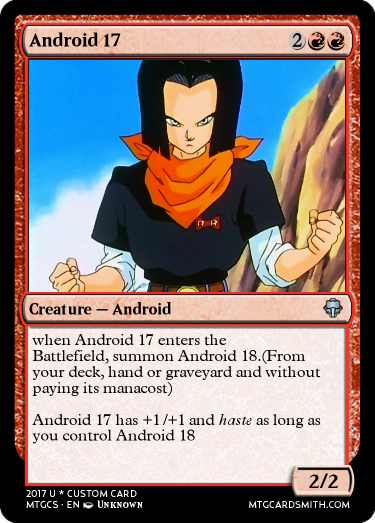 Android 17 2
when Android 17 enters the
Battlefield, summon Android 18.(From
your deck, hand or graveyard and without
paying its manacost)
Android 17 has +1/+1 and haste as long as
you control Android 18
Creature — Android
2/2
2017 U * CUSTOM CARD
MTGCS · EN Unknown
MTGCARDSMITH.COM